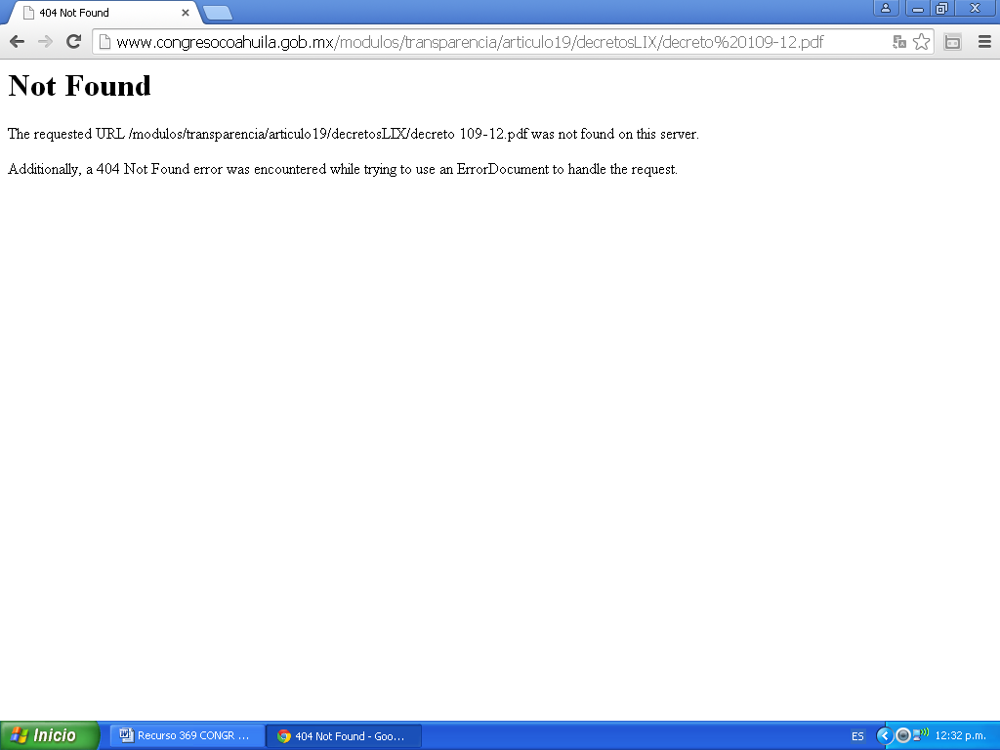 404 Not Found
www.congresocoahuila.gob.mx/modulos/transparencia/articulo19/decretosLIX/decreto%20109-12.pdf
Not Found
The requested URL /modulos/transparencia/articulo19/decretosLIX/decreto 109-12.pdf was not found on this server.
Additionally, a 404 Not Found error was encountered while trying to use an ErrorDocument to handle the request.
Inicio
Recurso 369 CONGR ...
404 Not Found - Goo...
ES
12:32 p.m.